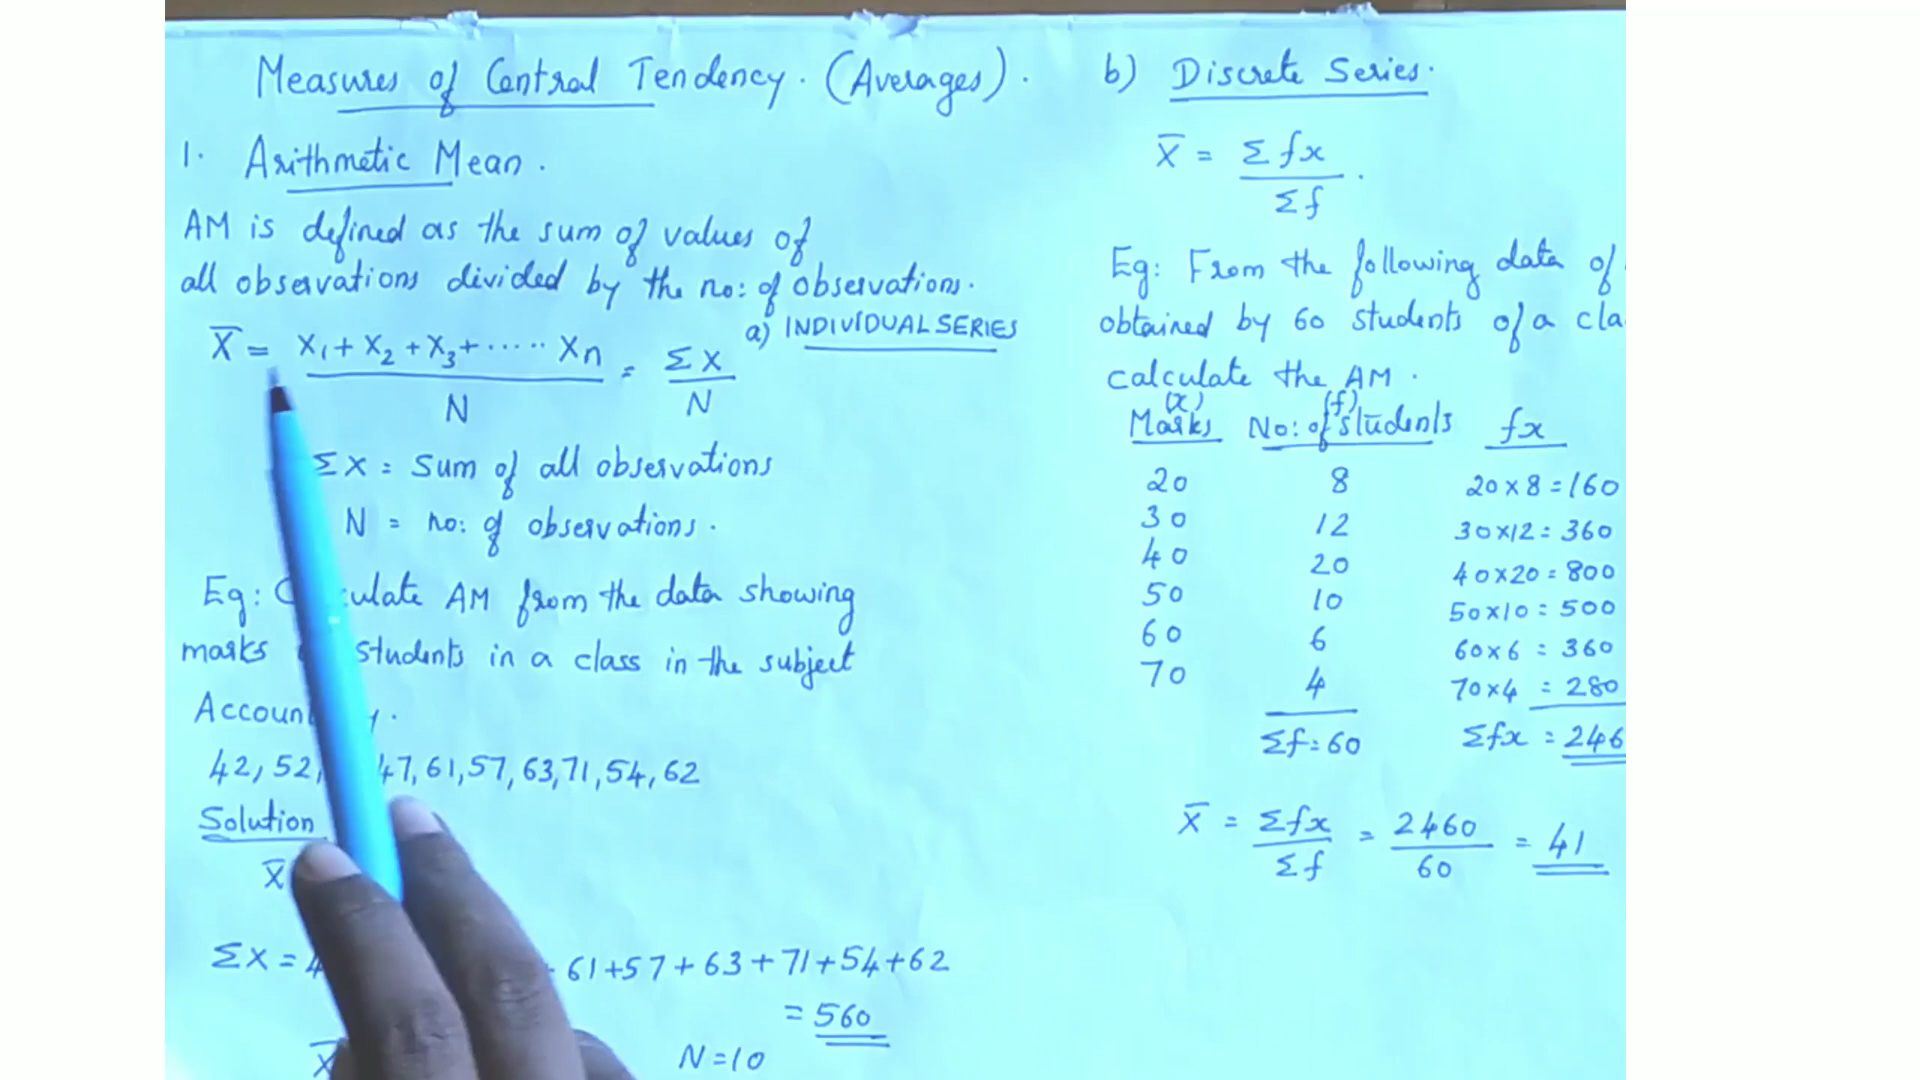 Measures of Central Tendency. (Averages).
1. Arithmetic Mean.
AM is defined as the sum of values of
all observations divided by the no: of observations.
a) INDIVIDUAL SERIES
X̅ = X₁ + X₂ + X₃ + ..... Xn / N = Σx / N
Σx = Sum of all observations
N = no: of observations.
Eg: AM from the data showing
marks students in a class in the subject
42, 52, 47, 61, 57, 63, 71, 54, 62
Solution
X̅
Σx = 61+57+63+71+54+62
= 560
X̅ N = 10
b) Discrete Series.
X̅ = Σfx / Σf .
Eg: From the following data of
obtained by 60 students of a
calculate the AM.
(x) (f)
Marks No: of students fx
20 8 20 x 8 = 160
30 12 30 x 12 = 360
40 20 40 x 20 = 800
50 10 50 x 10 = 500
60 6 60 x 6 = 360
70 4 70 x 4 = 280
Σf = 60 Σfx = 246
X̅ = Σfx / Σf = 2460 / 60 = 41